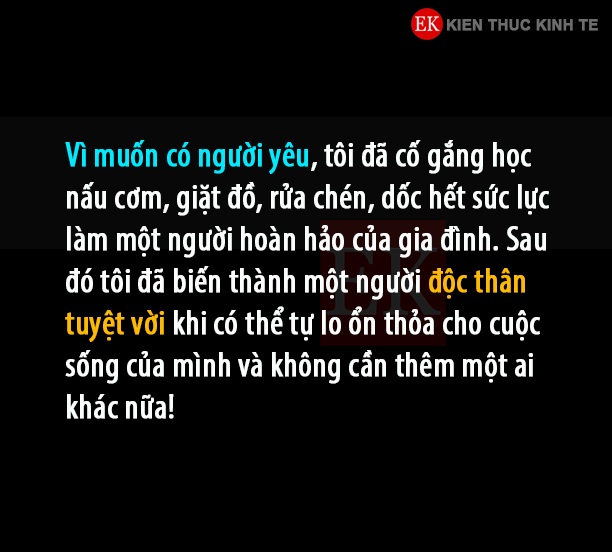 EK KIEN THUC KINH TE
Vì muốn có người yêu, tôi đã cố gắng học
nấu cơm, giặt đồ, rửa chén, dốc hết sức lực
làm một người hoàn hảo của gia đình. Sau
đó tôi đã biến thành một người độc thân
tuyệt vời khi có thể tự lo ổn thỏa cho cuộc
sống của mình và không cần thêm một ai
khác nữa!
EK